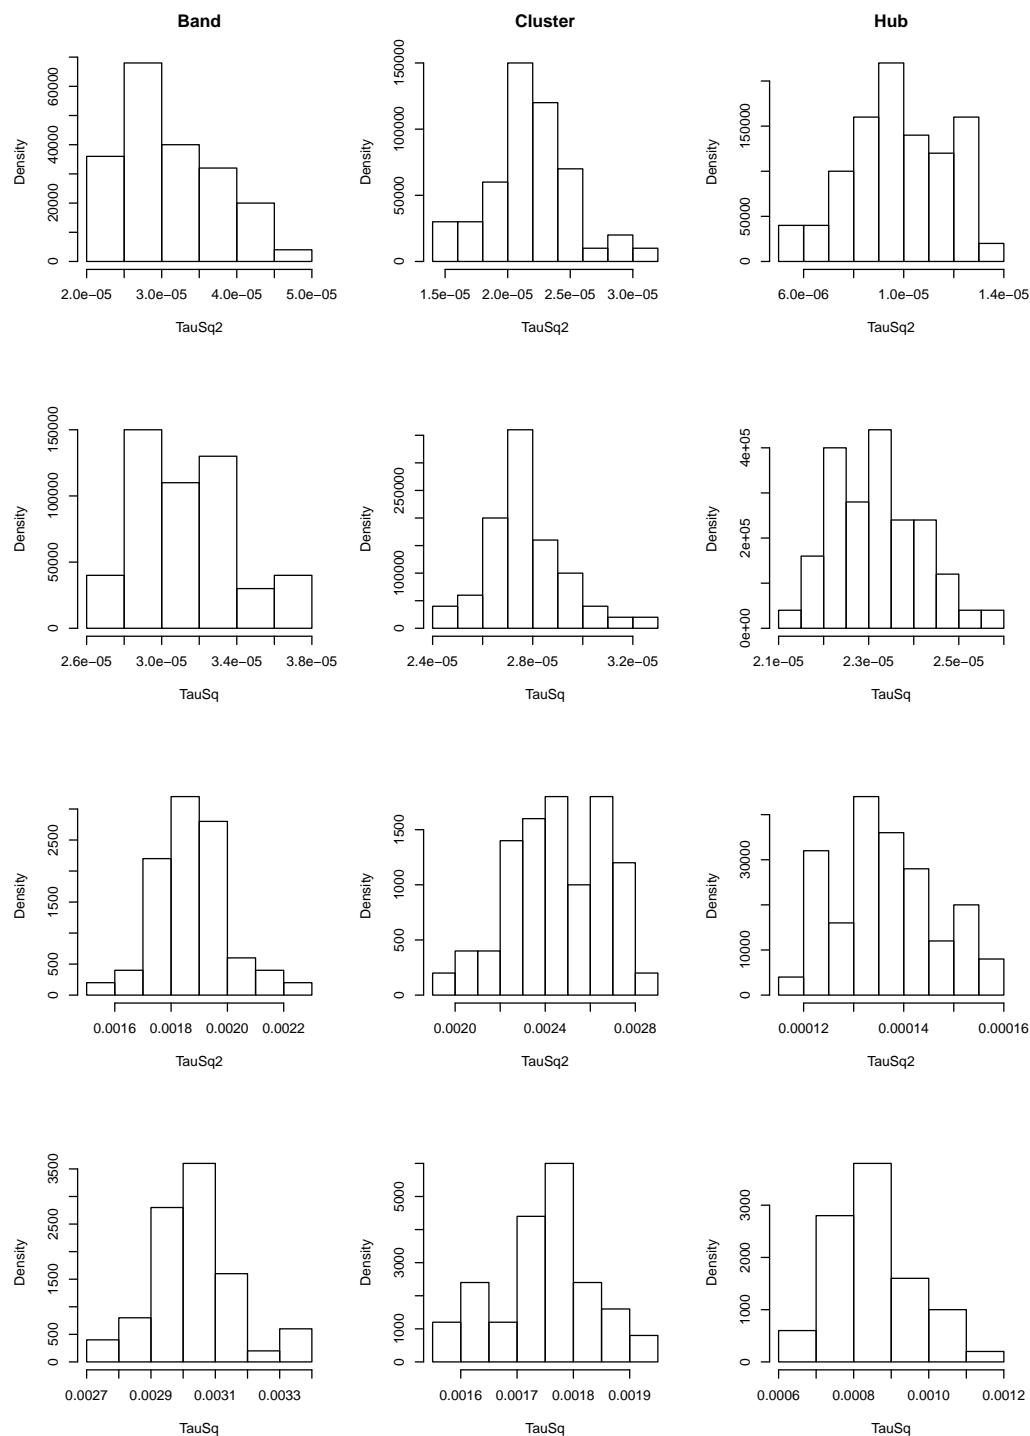 Band Cluster Hub
Density
0 20000 40000 60000
2.0e−05 3.0e−05 4.0e−05 5.0e−05
TauSq2
Density
0 50000 100000 150000
1.5e−05 2.0e−05 2.5e−05 3.0e−05
TauSq2
Density
0 50000 150000
6.0e−06 1.0e−05 1.4e−05
TauSq2
Density
0 50000 100000 150000
2.6e−05 3.0e−05 3.4e−05 3.8e−05
TauSq
Density
0 100000 250000
2.4e−05 2.8e−05 3.2e−05
TauSq
Density
0e+00 2e+05 4e+05
2.1e−05 2.3e−05 2.5e−05
TauSq
Density
0 500 1500 2500
0.0016 0.0018 0.0020 0.0022
TauSq2
Density
0 500 1000 1500
0.0020 0.0024 0.0028
TauSq2
Density
0 10000 30000
0.00012 0.00014 0.00016
TauSq2
Density
0 500 1500 2500 3500
0.0027 0.0029 0.0031 0.0033
TauSq
Density
0 1000 3000 5000
0.0016 0.0017 0.0018 0.0019
TauSq
Density
0 1000 2000 3000
0.0006 0.0008 0.0010 0.0012
TauSq